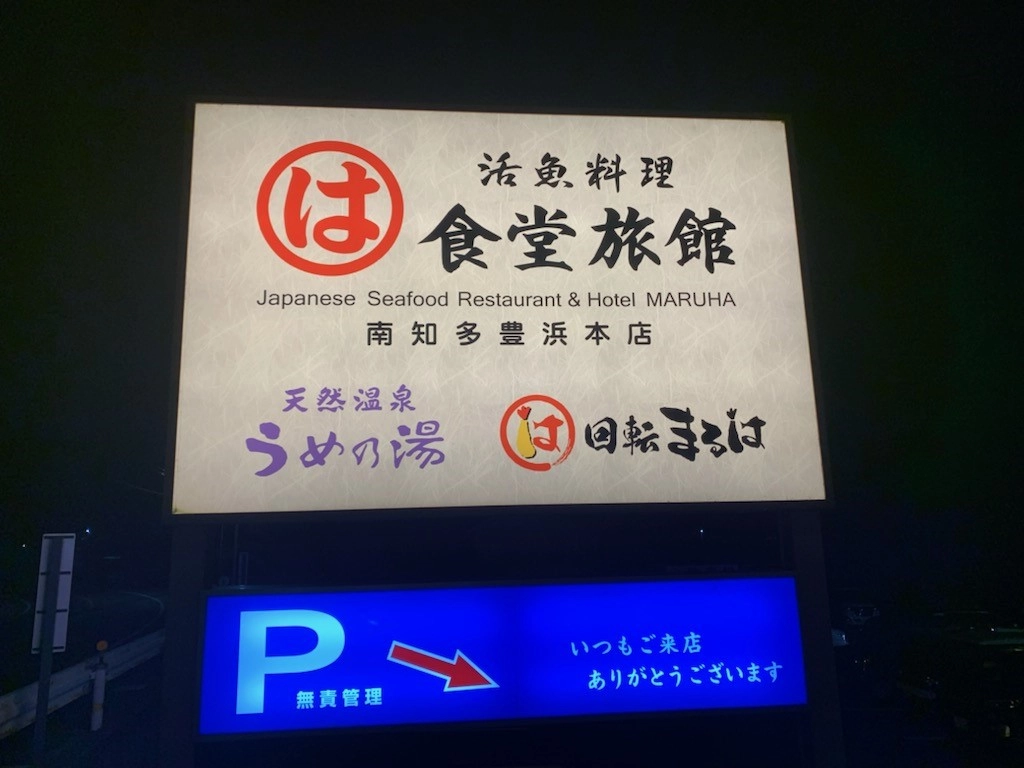 は
活魚料理
食堂旅館
Japanese Seafood Restaurant & Hotel MARUHA
南知多豊浜本店
天然温泉
うめの湯
は 回転まるは
P 無責管理
いつもご来店
ありがとうございます